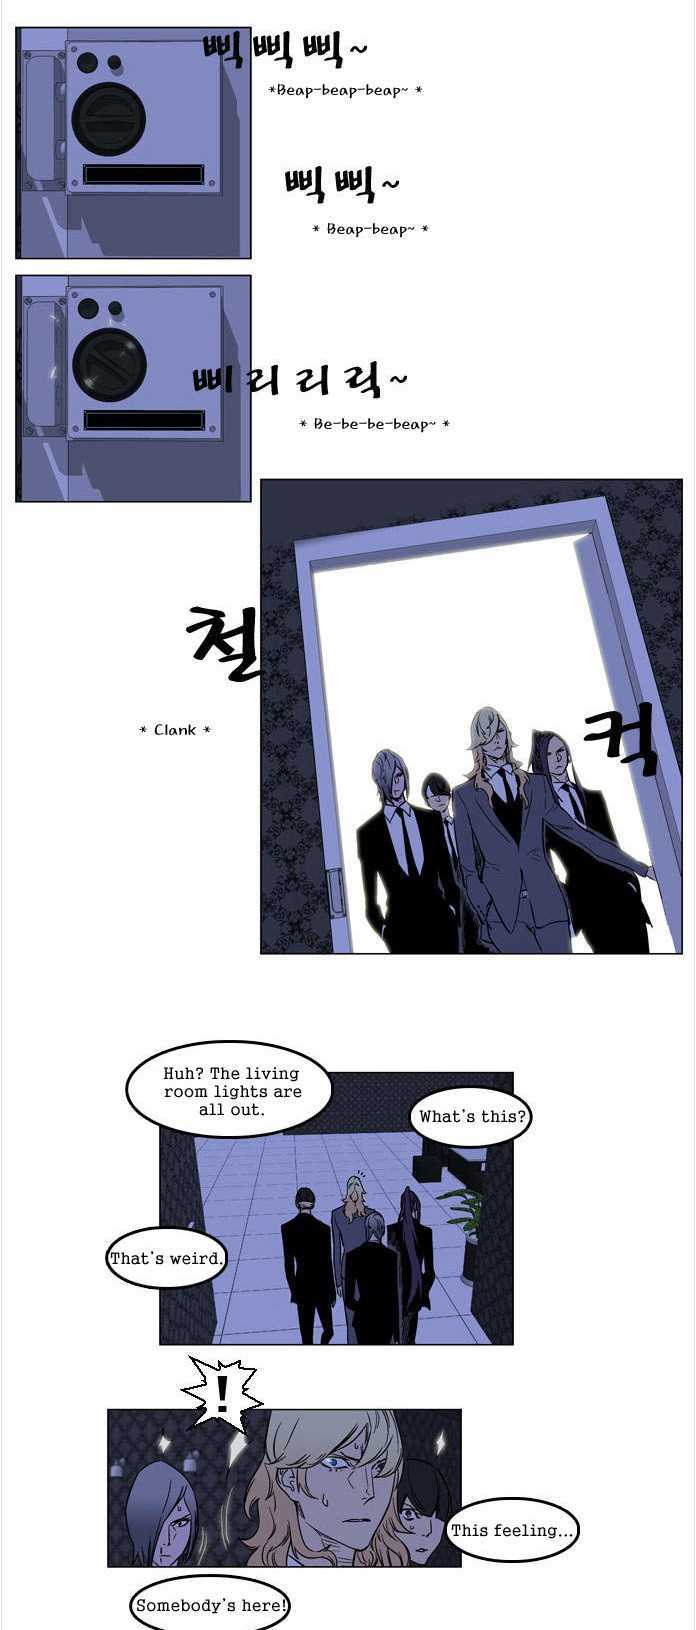 삑삑삑~
*Beap-beap-beap~ *
삑삑~
* Beap-beap~ *
삐리리릭~
* Be-be-be-beap~ *
철
컥
* Clank *
Huh? The living
room lights are
all out.
What's this?
That's weird.
!
This feeling...
Somebody's here!